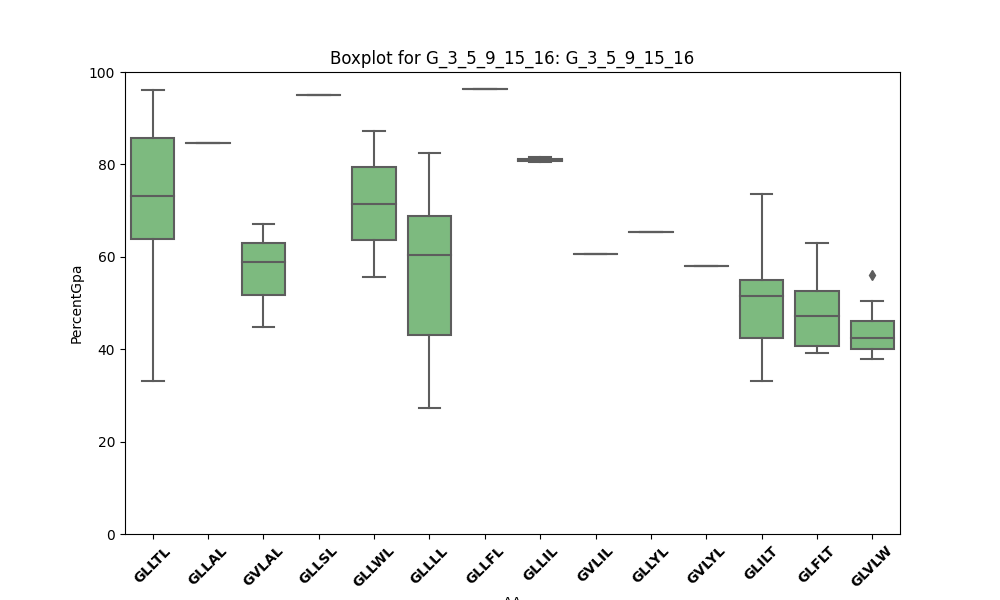 Boxplot for G_3_5_9_15_16: G_3_5_9_15_16
100
80
60
40
20
0
PercentGpa
GLLTL GLLAL GVLAL GLLSL GLLWL GLLLL GLLFL GLLIL GVLIL GLLYL GVLYL GLILT GLFLT GLVLW
AA